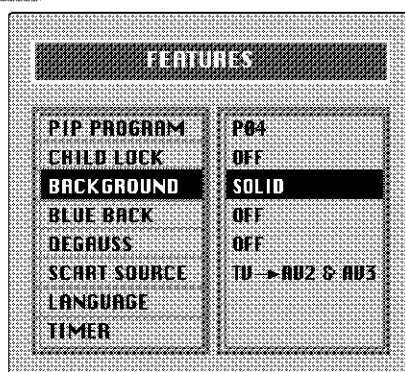 FEATURES
PIP PROGRAM P04
CHILD LOCK OFF
BACKGROUND SOLID
BLUE BACK OFF
DEGAUSS OFF
SCART SOURCE TV→AV2 & AV3
LANGUAGE
TIMER